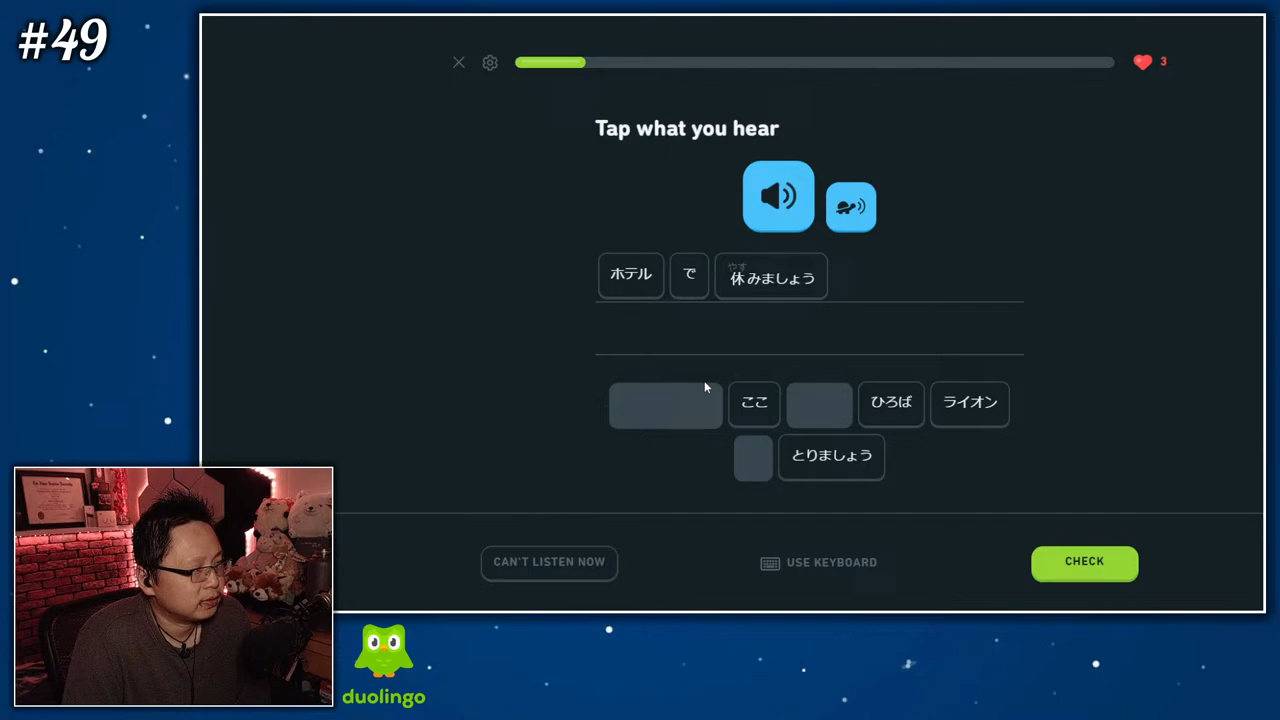 #49
3
Tap what you hear
ホテル で 休みましょう
やす
ここ ひろば ライオン
とりましょう
CAN'T LISTEN NOW USE KEYBOARD CHECK
duolingo